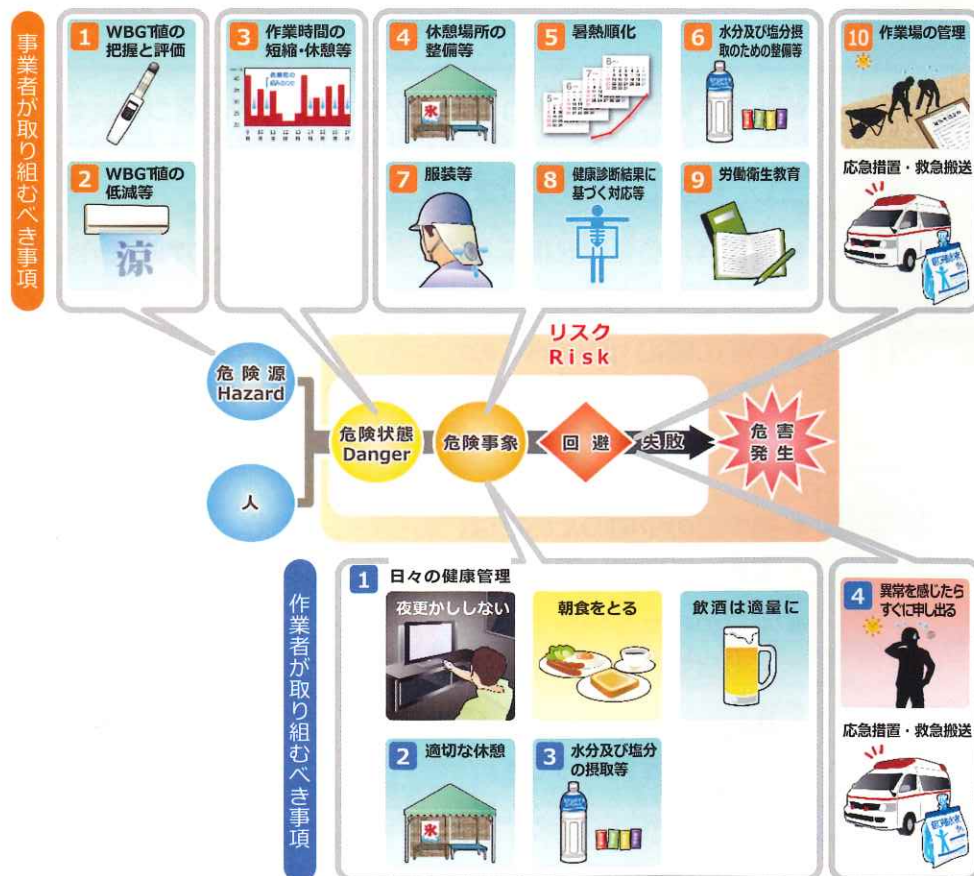 事業者が取り組むべき事項
1 WBGT値の
把握と評価
2 WBGT値の
低減等
涼
3 作業時間の
短縮・休憩等
4 休憩場所の
整備等
氷
5 暑熱順化
5~
6~
7~
8~
6 水分及び塩分摂
取のための整備等
7 服装等
8 健康診断結果に
基づく対応等
9 労働衛生教育
10 作業場の管理
応急措置・救急搬送
リスク
Risk
危険源
Hazard
人
危険状態
Danger
危険事象
回避
失敗
危害
発生
作業者が取り組むべき事項
1 日々の健康管理
夜更かししない
朝食をとる
飲酒は適量に
2 適切な休憩
氷
3 水分及び塩分
の摂取等
4 異常を感じたら
すぐに申し出る
応急措置・救急搬送